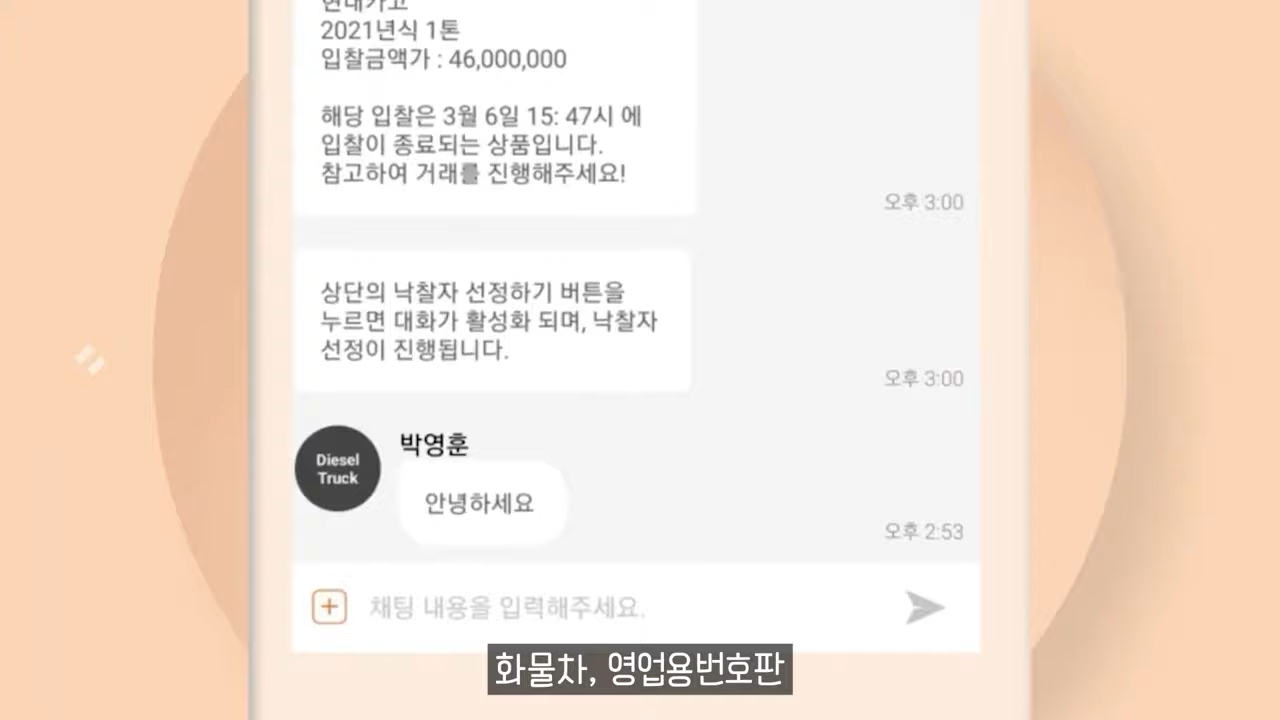 2021년식 1톤
입찰금액가 : 46,000,000
해당 입찰은 3월 6일 15: 47시 에
입찰이 종료되는 상품입니다.
참고하여 거래를 진행해주세요!
오후 3:00
상단의 낙찰자 선정하기 버튼을
누르면 대화가 활성화 되며, 낙찰자
선정이 진행됩니다.
오후 3:00
Diesel
Truck
박영훈
안녕하세요
오후 2:53
채팅 내용을 입력해주세요.
화물차, 영업용번호판